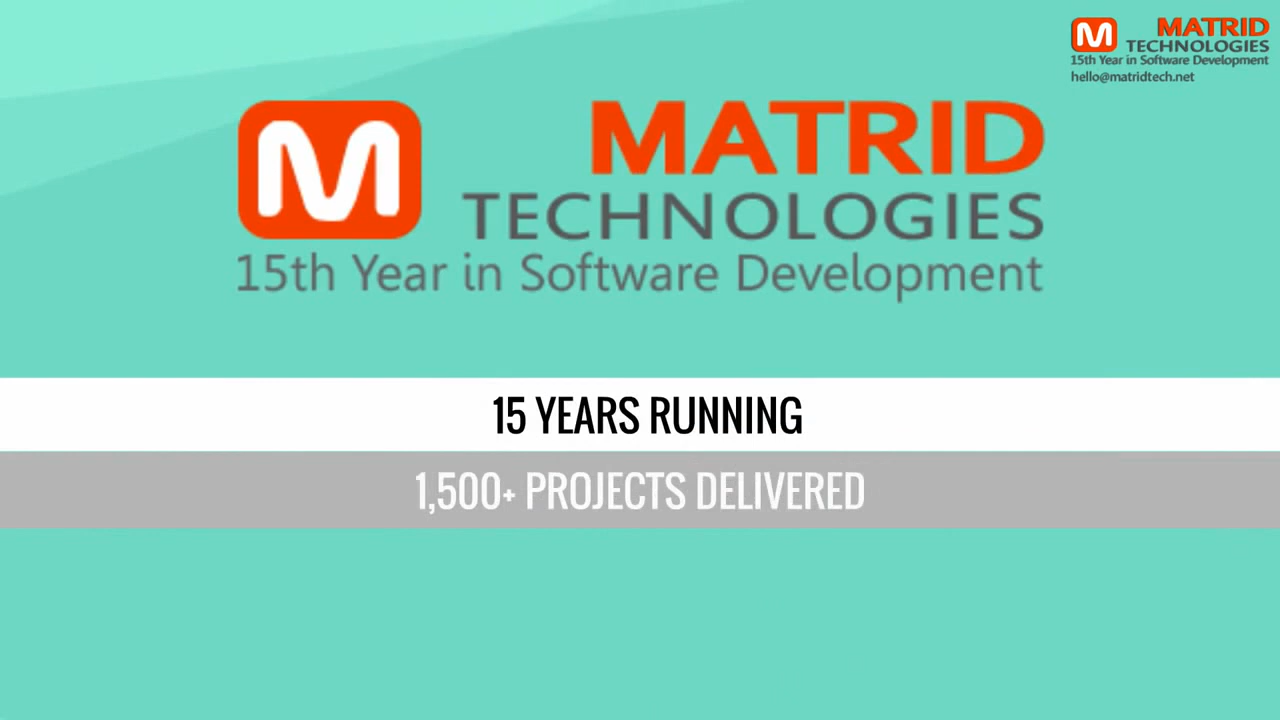 M MATRID
TECHNOLOGIES
15th Year in Software Development
hello@matridtech.net
M MATRID
TECHNOLOGIES
15th Year in Software Development
15 YEARS RUNNING
1,500+ PROJECTS DELIVERED